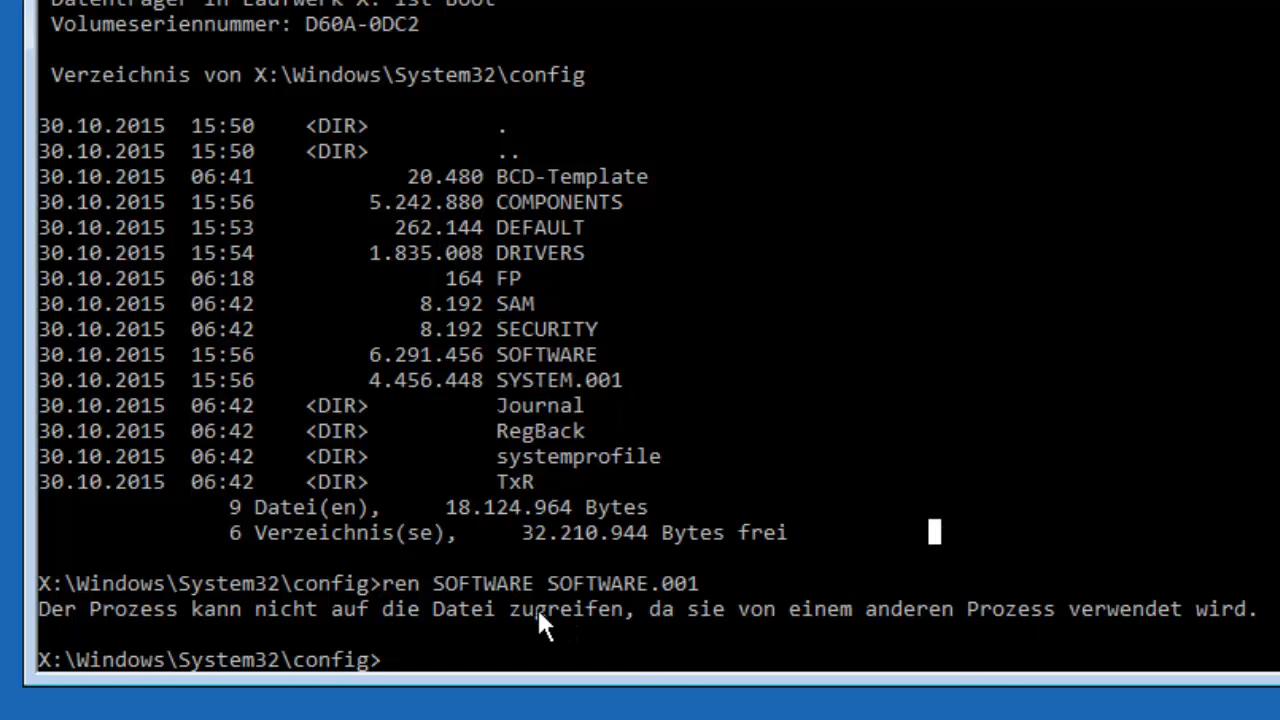 Datenträger in Laufwerk X: ist Boot
Volumeseriennummer: D60A-0DC2
Verzeichnis von X:\Windows\System32\config
30.10.2015 15:50 <DIR> .
30.10.2015 15:50 <DIR> ..
30.10.2015 06:41 20.480 BCD-Template
30.10.2015 15:56 5.242.880 COMPONENTS
30.10.2015 15:53 262.144 DEFAULT
30.10.2015 15:54 1.835.008 DRIVERS
30.10.2015 06:18 164 FP
30.10.2015 06:42 8.192 SAM
30.10.2015 06:42 8.192 SECURITY
30.10.2015 15:56 6.291.456 SOFTWARE
30.10.2015 15:56 4.456.448 SYSTEM.001
30.10.2015 06:42 <DIR> Journal
30.10.2015 06:42 <DIR> RegBack
30.10.2015 06:42 <DIR> systemprofile
30.10.2015 06:42 <DIR> TxR
9 Datei(en), 18.124.964 Bytes
6 Verzeichnis(se), 32.210.944 Bytes frei
X:\Windows\System32\config>ren SOFTWARE SOFTWARE.001
Der Prozess kann nicht auf die Datei zugreifen, da sie von einem anderen Prozess verwendet wird.
X:\Windows\System32\config>